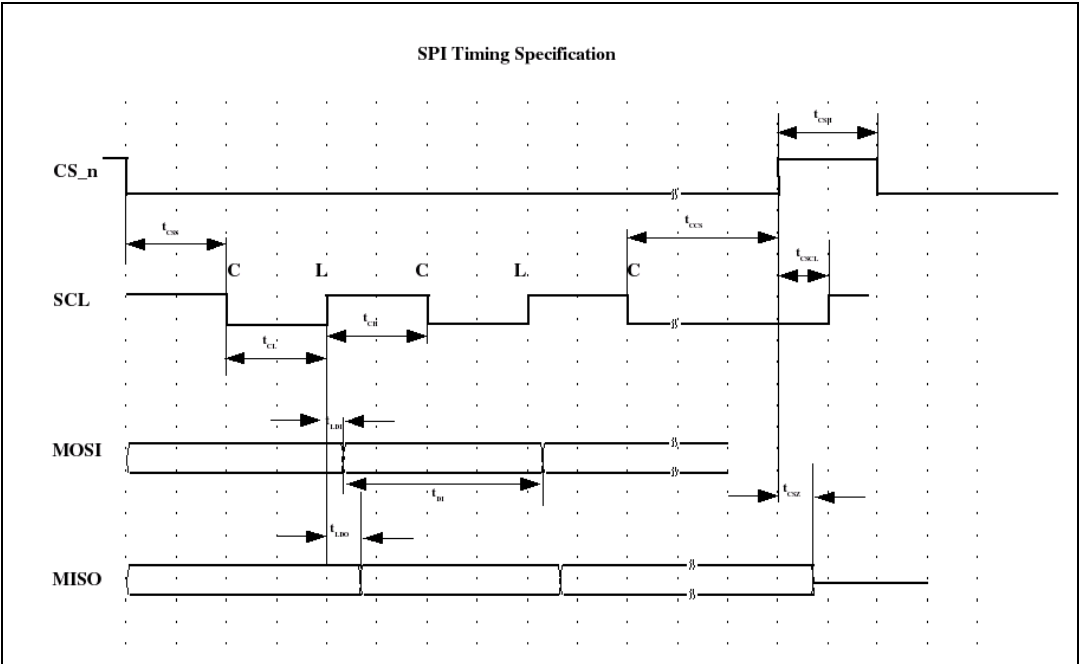 SPI Timing Specification
t_CSH
CS_n
t_CSS
t_CCS
t_CSCL
C L C L C
SCL
t_CH
t_CL
t_LDI
MOSI
t_DI
t_CSZ
t_LDO
MISO